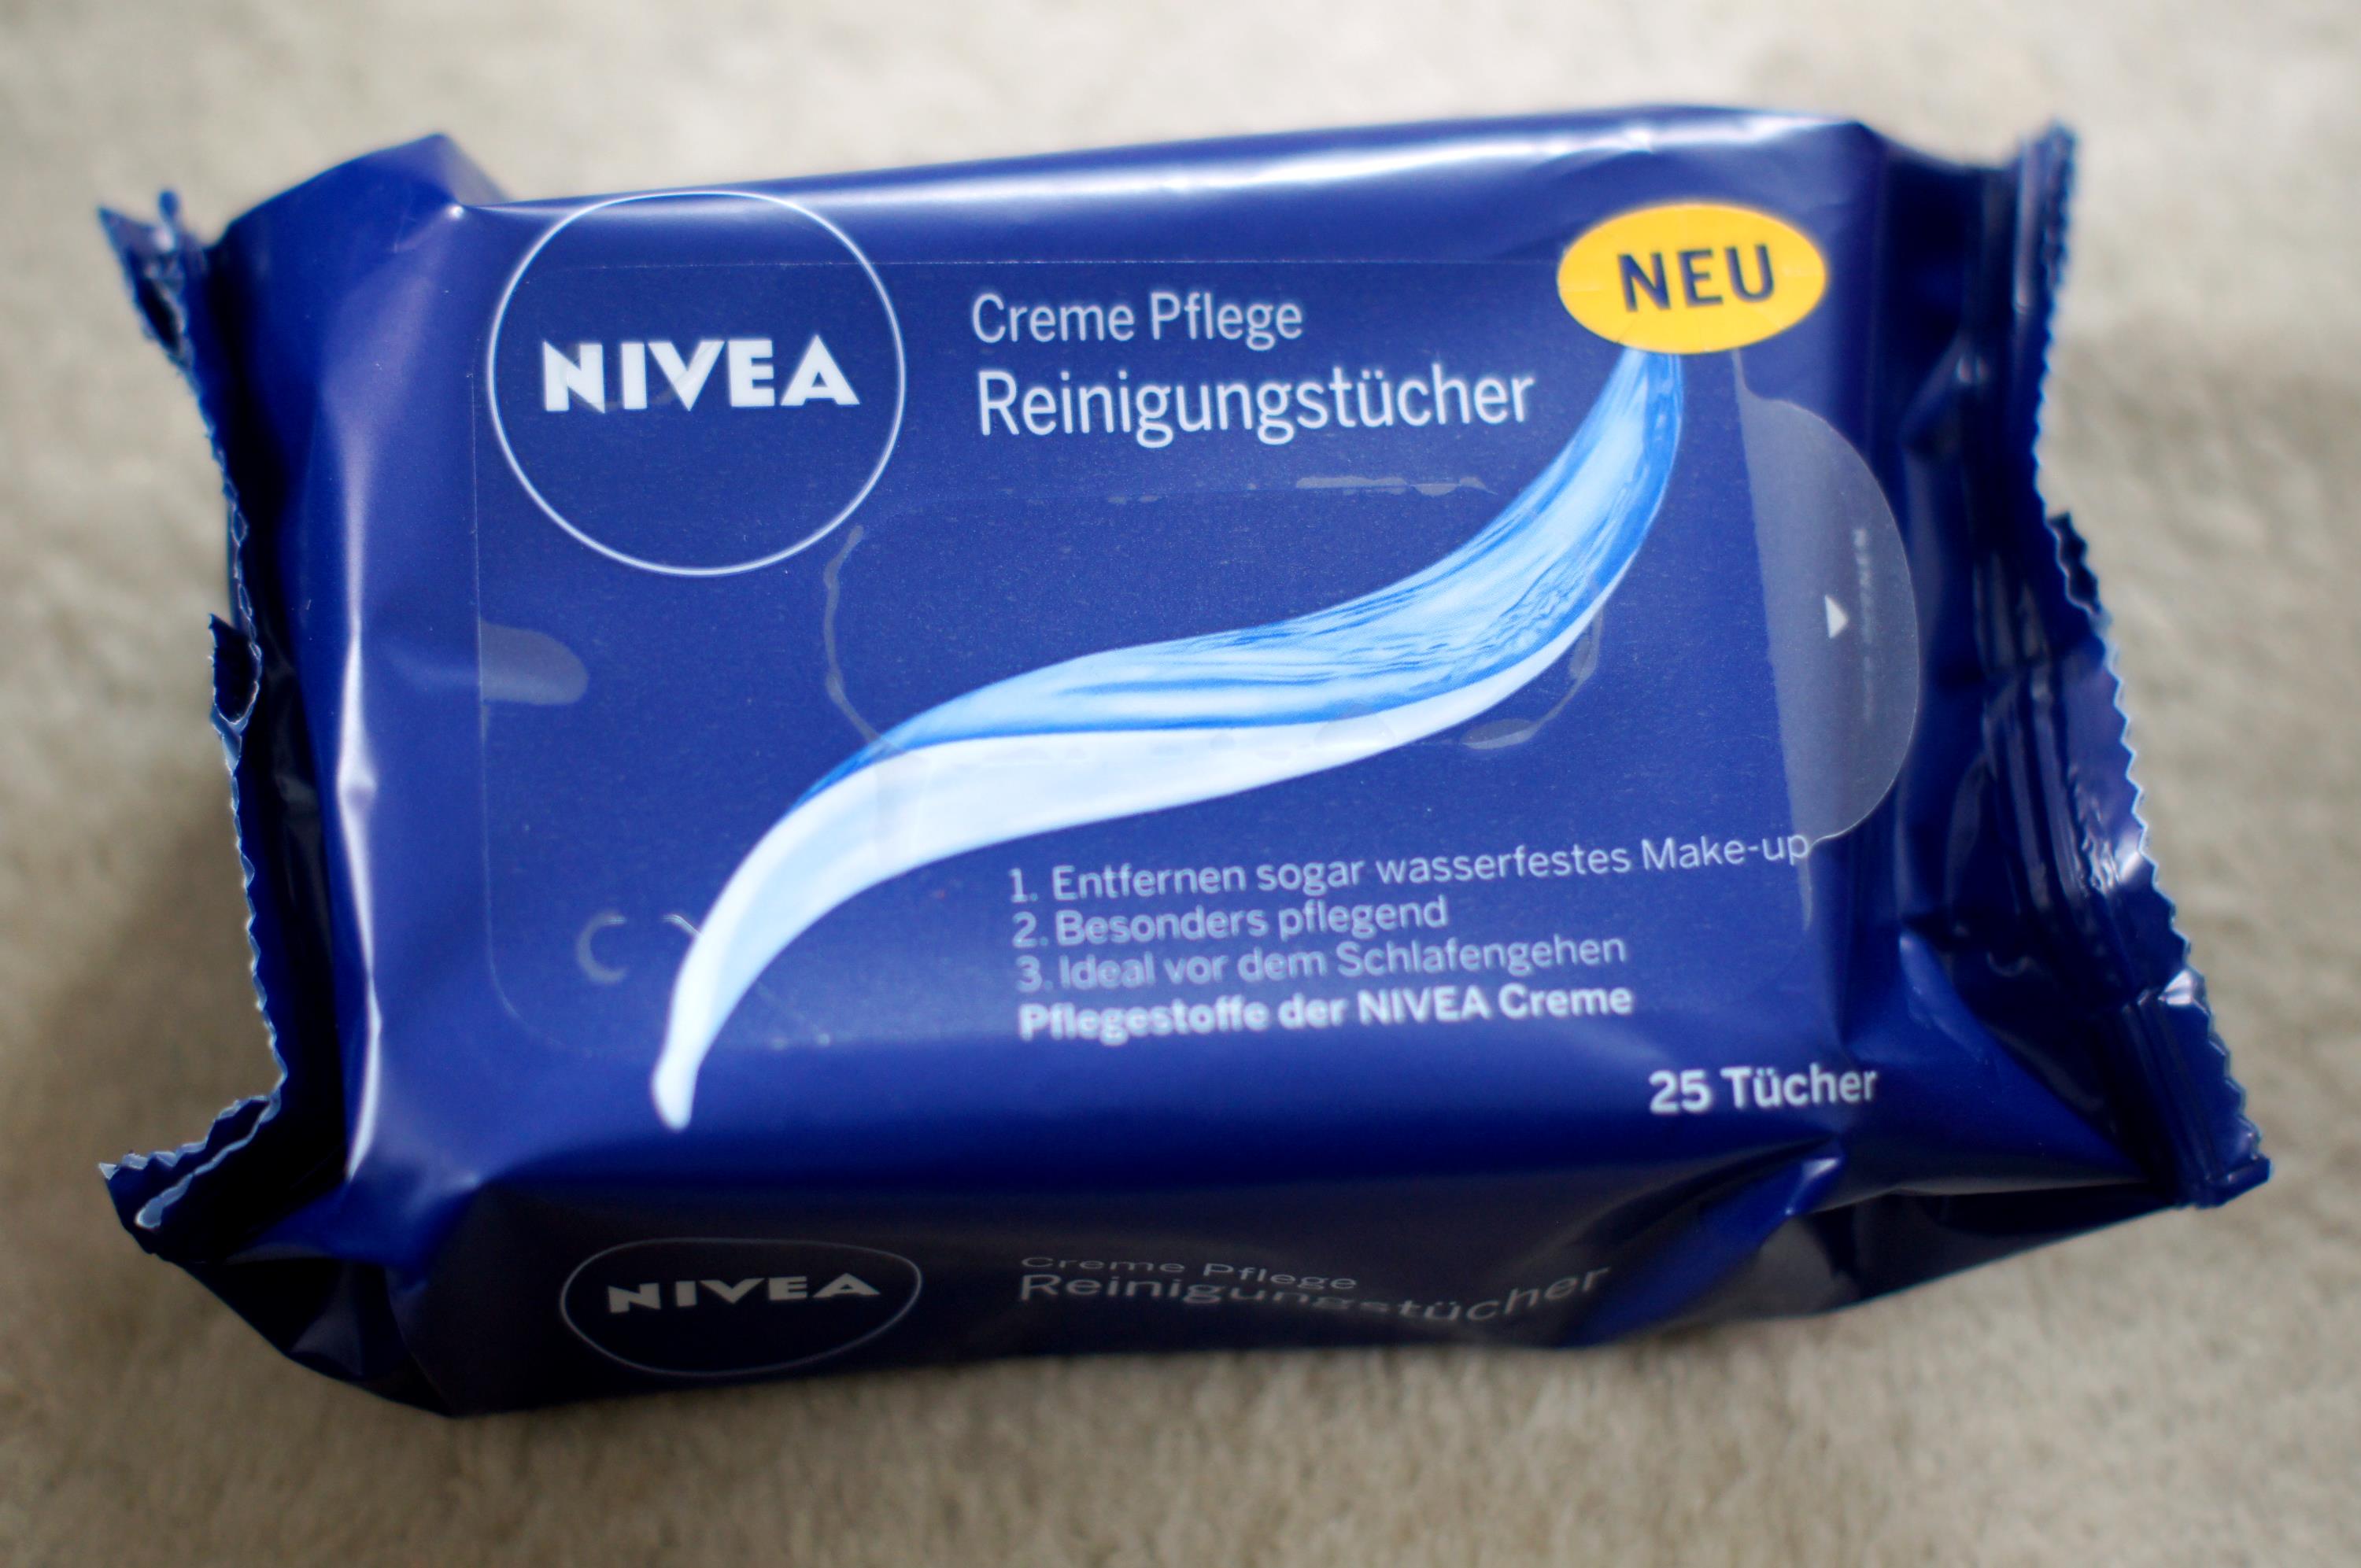 NIVEA
Creme Pflege
Reinigungstücher
NEU
1. Entfernen sogar wasserfestes Make-up
2. Besonders pflegend
3. Ideal vor dem Schlafengehen
Pflegestoffe der NIVEA Creme
25 Tücher
NIVEA
Creme Pflege
Reinigungstücher